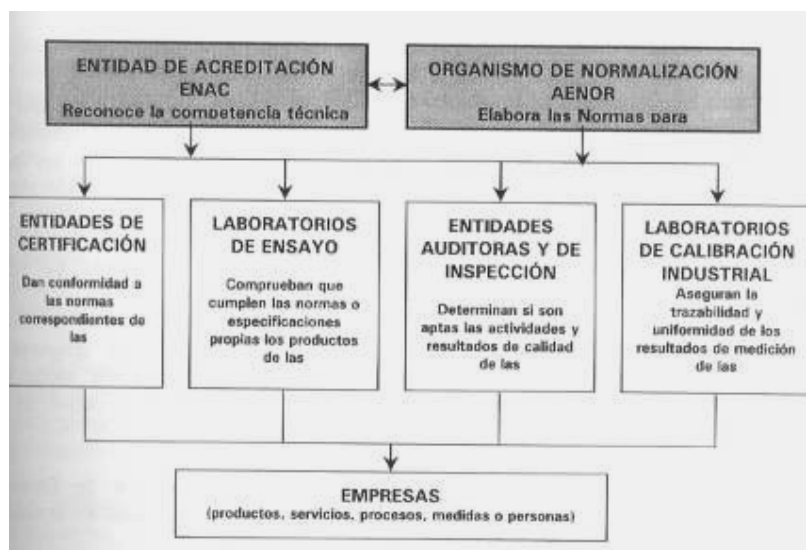 ENTIDAD DE ACREDITACIÓN
ENAC
Reconoce la competencia técnica
ORGANISMO DE NORMALIZACIÓN
AENOR
Elabora las Normas para
ENTIDADES DE
CERTIFICACIÓN
Dan conformidad a
las normas
correspondientes de
las
LABORATORIOS
DE ENSAYO
Comprueban que
cumplen las normas o
especificaciones
propias los productos
de las
ENTIDADES
AUDITORAS Y DE
INSPECCIÓN
Determinan si son
aptas las actividades y
resultados de calidad
de las
LABORATORIOS
DE CALIBRACIÓN
INDUSTRIAL
Aseguran la
trazabilidad y
uniformidad de los
resultados de medición
de las
EMPRESAS
(productos, servicios, procesos, medidas o personas)